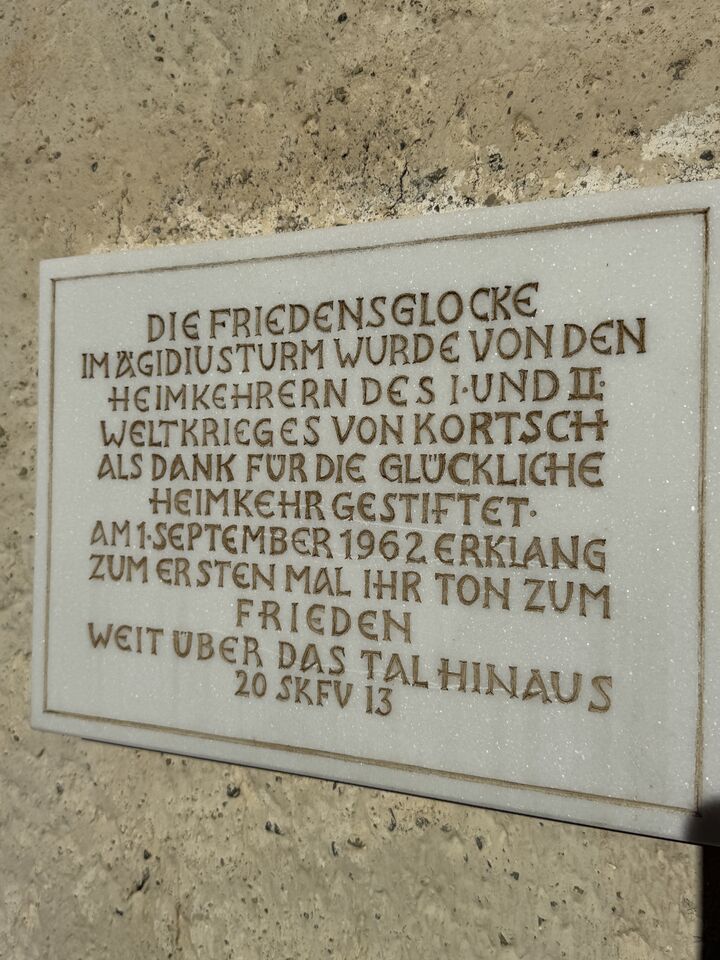 DIE FRIEDENSGLOCKE
IM ÄGIDIUSTURM WURDE VON DEN
HEIMKEHRERN DES I·UND II·
WELTKRIEGES VON KORTSCH
ALS DANK FÜR DIE GLÜCKLICHE
HEIMKEHR GESTIFTET·
AM 1·SEPTEMBER 1962 ERKLANG
ZUM ERSTEN MAL IHR TON ZUM
FRIEDEN
WEIT ÜBER DAS TAL HINAUS
20 SKFV 13